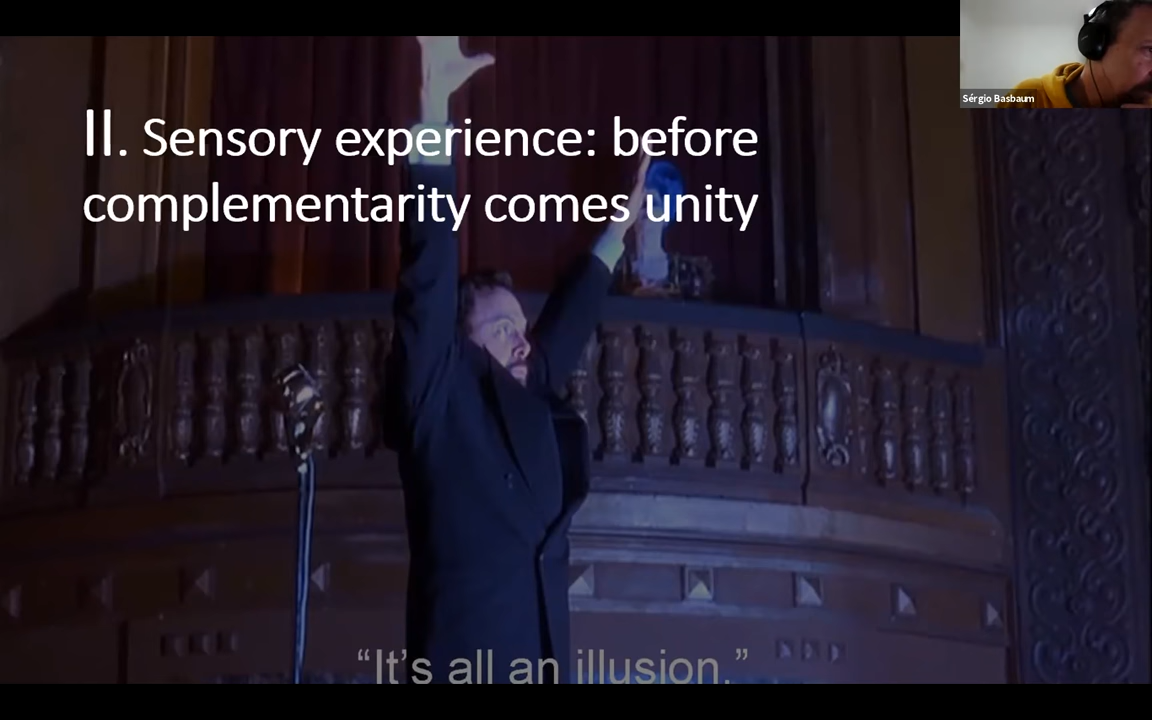 Sérgio Basbaum
II. Sensory experience: before
complementarity comes unity
“It’s all an illusion.”